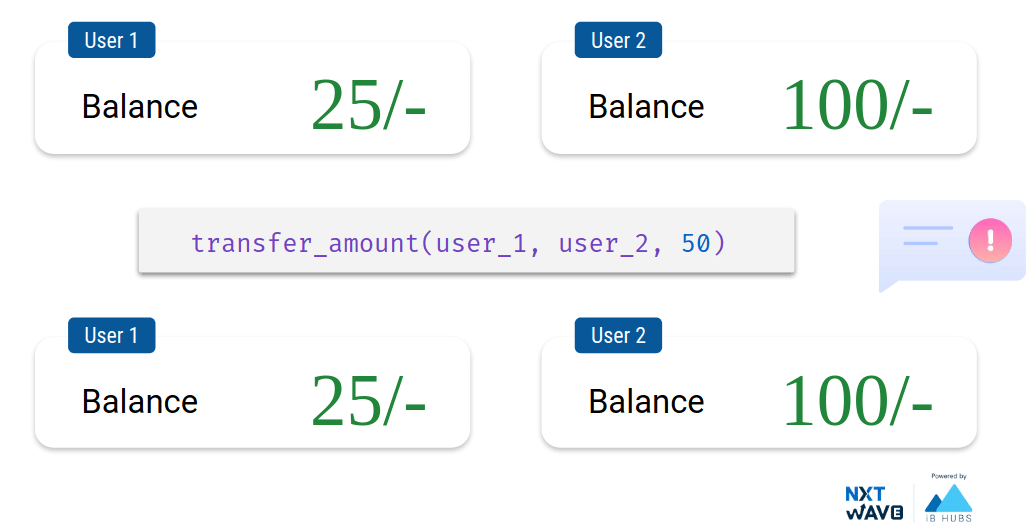 User 1
User 2
Balance 25/-
Balance 100/-
transfer_amount(user_1, user_2, 50)
!
User 1
User 2
Balance 25/-
Balance 100/-
Powered by
NXT
WAVE
iB HUBS